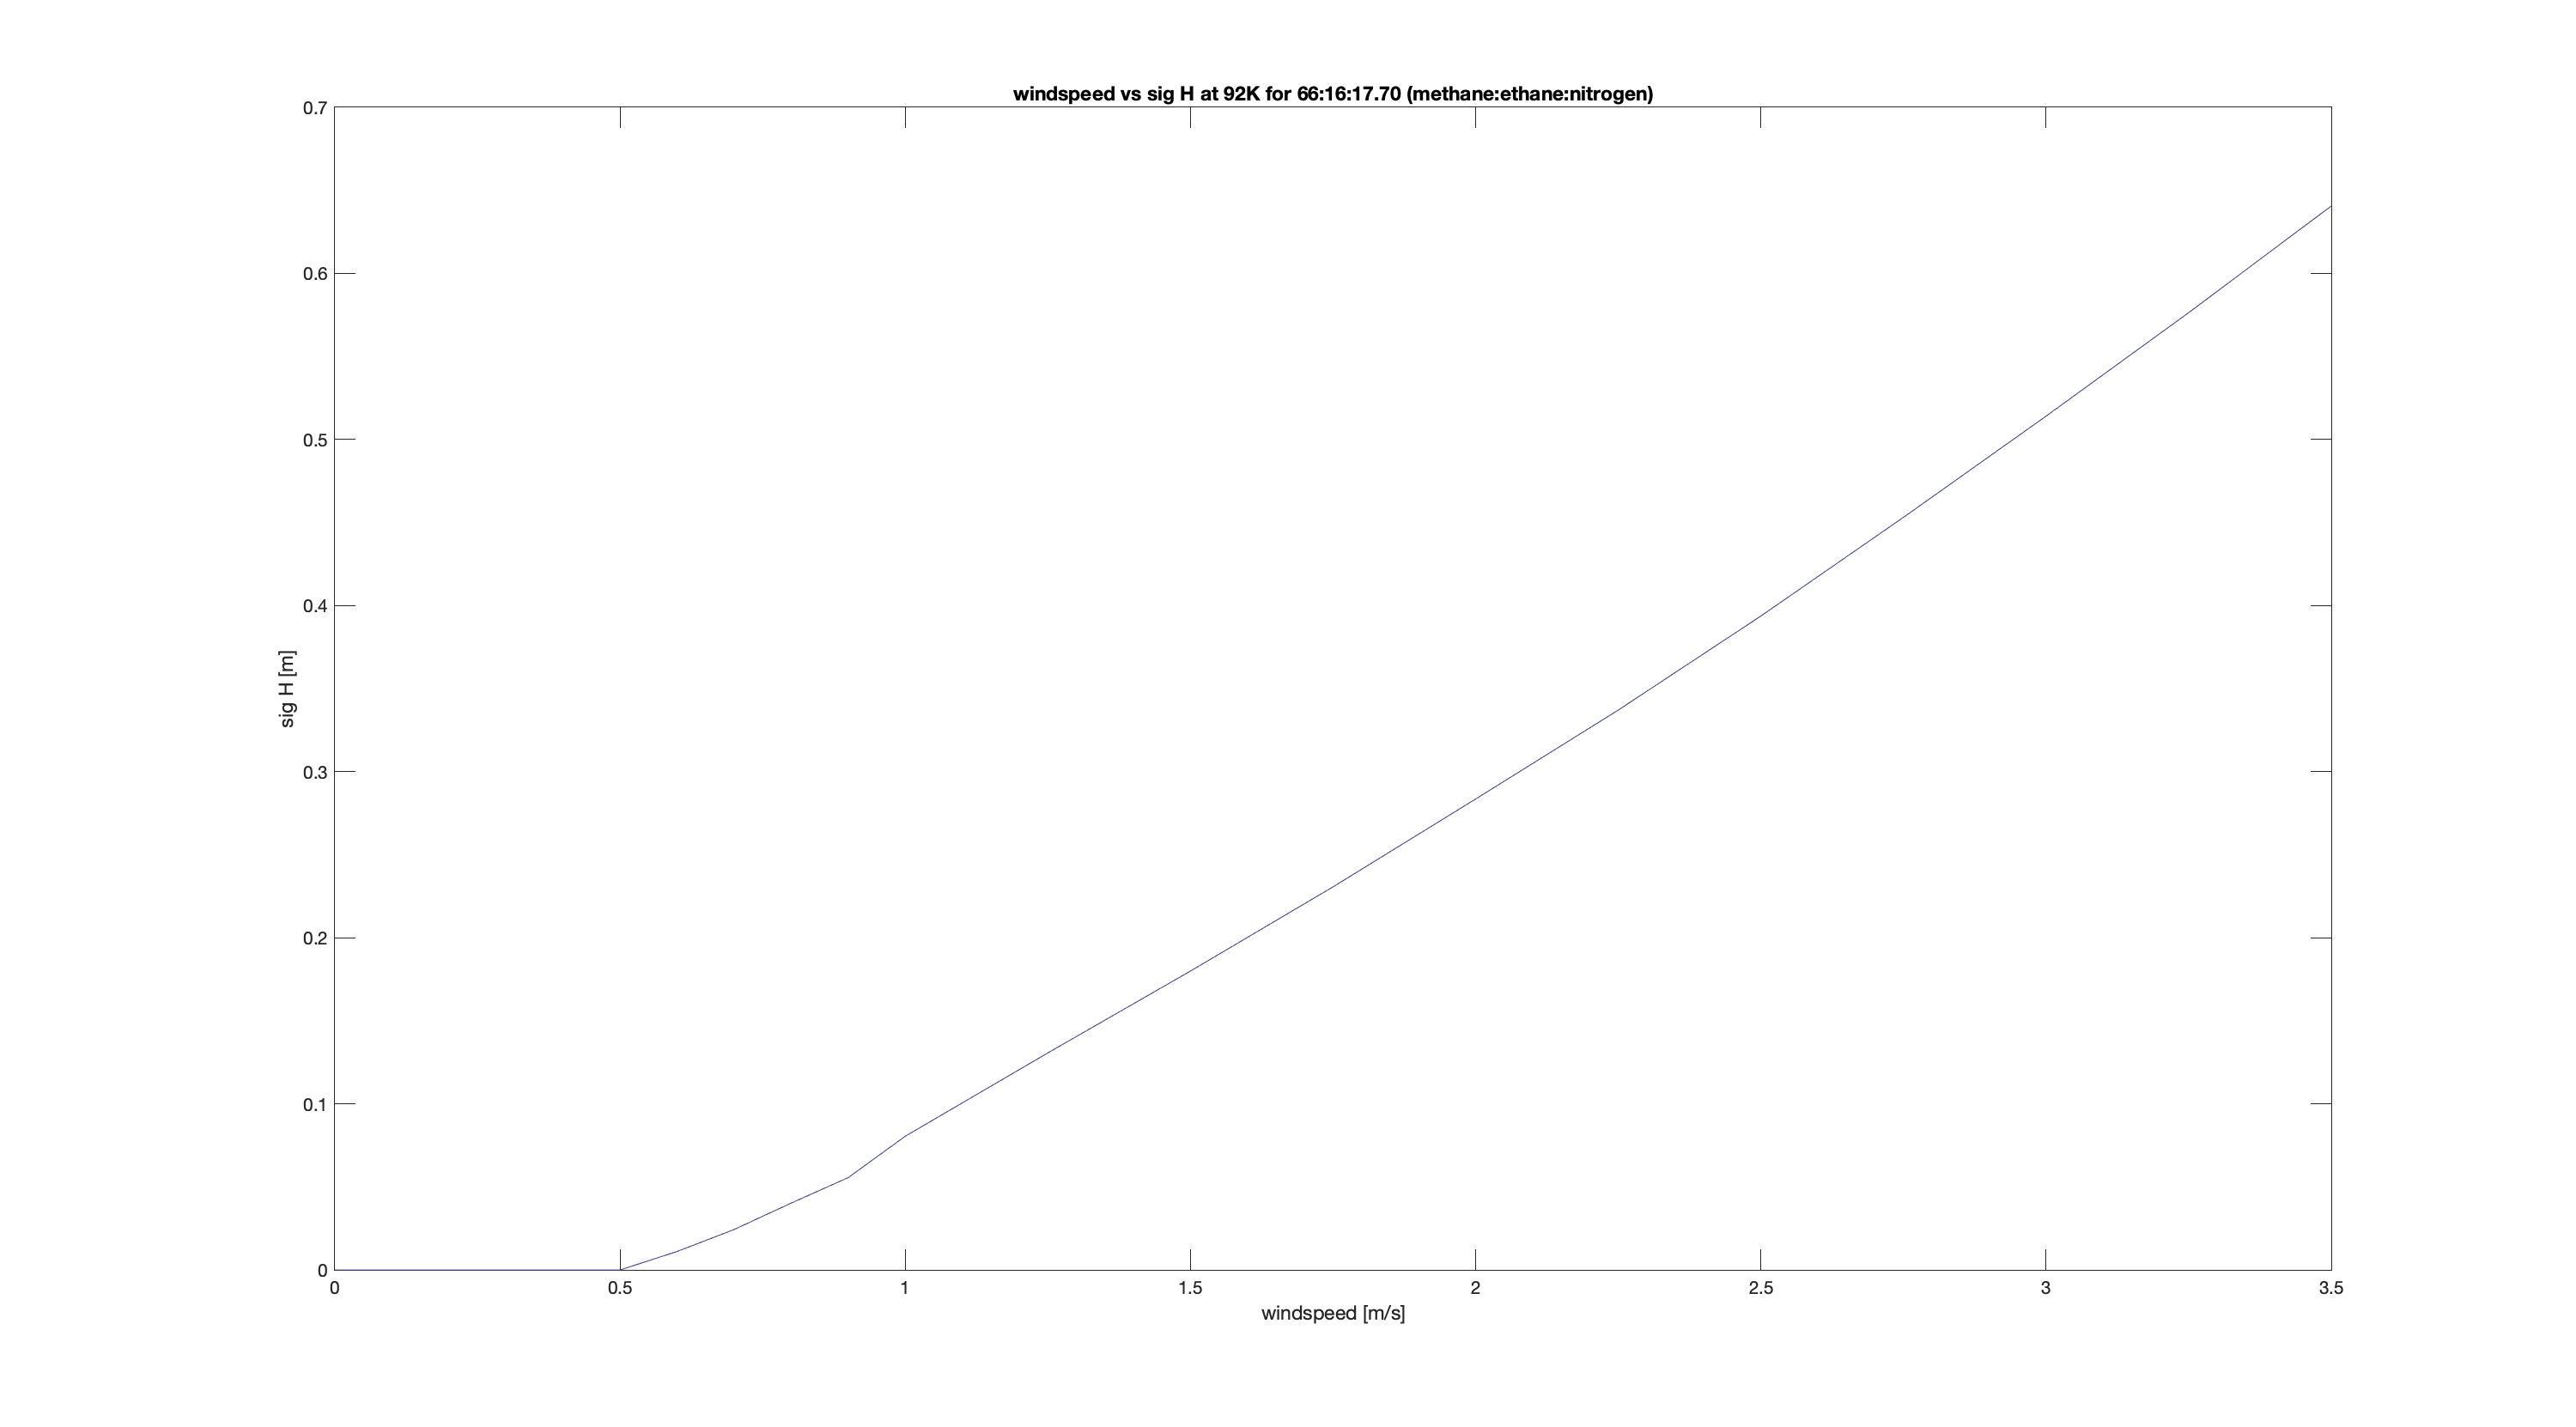 windspeed vs sig H at 92K for 66:16:17.70 (methane:ethane:nitrogen)
0.7
0.6
0.5
0.4
0.3
0.2
0.1
0
sig H [m]
0 0.5 1 1.5 2 2.5 3 3.5
windspeed [m/s]